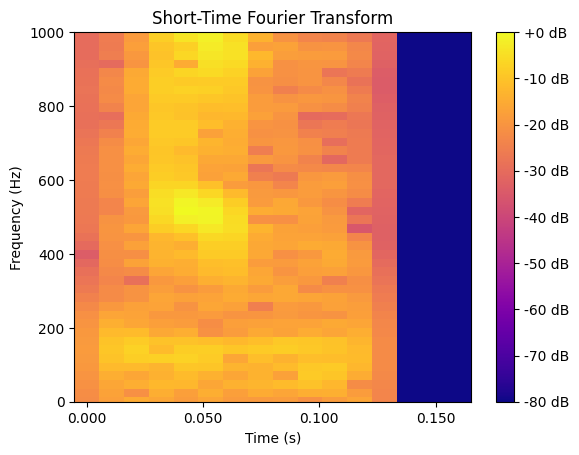 Short-Time Fourier Transform
1000
800
600
400
200
0
Frequency (Hz)
0.000
0.050
0.100
0.150
Time (s)
+0 dB
-10 dB
-20 dB
-30 dB
-40 dB
-50 dB
-60 dB
-70 dB
-80 dB